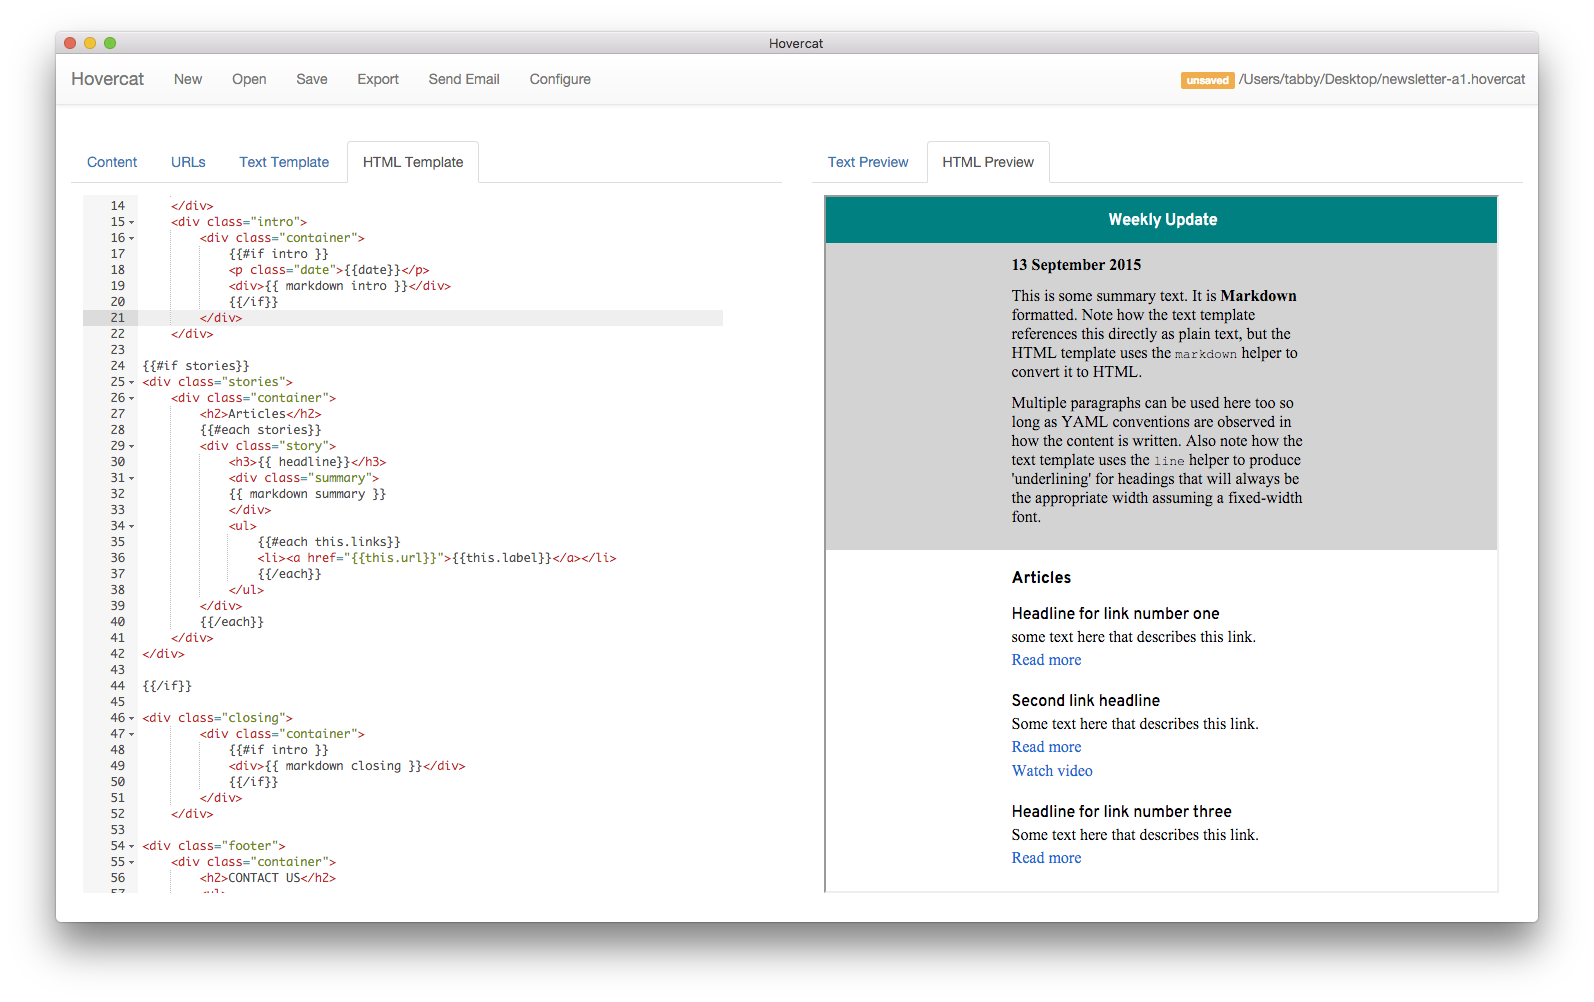 Hovercat
Hovercat New Open Save Export Send Email Configure unsaved /Users/tabby/Desktop/newsletter-a1.hovercat
Content URLs Text Template HTML Template
14 </div>
15 <div class="intro">
16 <div class="container">
17 {{#if intro }}
18 <p class="date">{{date}}</p>
19 <div>{{ markdown intro }}</div>
20 {{/if}}
21 </div>
22 </div>
23
24 {{#if stories}}
25 <div class="stories">
26 <div class="container">
27 <h2>Articles</h2>
28 {{#each stories}}
29 <div class="story">
30 <h3>{{ headline}}</h3>
31 <div class="summary">
32 {{ markdown summary }}
33 </div>
34 <ul>
35 {{#each this.links}}
36 <li><a href="{{this.url}}">{{this.label}}</a></li>
37 {{/each}}
38 </ul>
39 </div>
40 {{/each}}
41 </div>
42 </div>
43
44 {{/if}}
45
46 <div class="closing">
47 <div class="container">
48 {{#if intro }}
49 <div>{{ markdown closing }}</div>
50 {{/if}}
51 </div>
52 </div>
53
54 <div class="footer">
55 <div class="container">
56 <h2>CONTACT US</h2>
57 <ul>
Text Preview HTML Preview
Weekly Update
13 September 2015
This is some summary text. It is Markdown
formatted. Note how the text template
references this directly as plain text, but the
HTML template uses the markdown helper to
convert it to HTML.
Multiple paragraphs can be used here too so
long as YAML conventions are observed in
how the content is written. Also note how the
text template uses the line helper to produce
'underlining' for headings that will always be
the appropriate width assuming a fixed-width
font.
Articles
Headline for link number one
some text here that describes this link.
Read more
Second link headline
Some text here that describes this link.
Read more
Watch video
Headline for link number three
Some text here that describes this link.
Read more